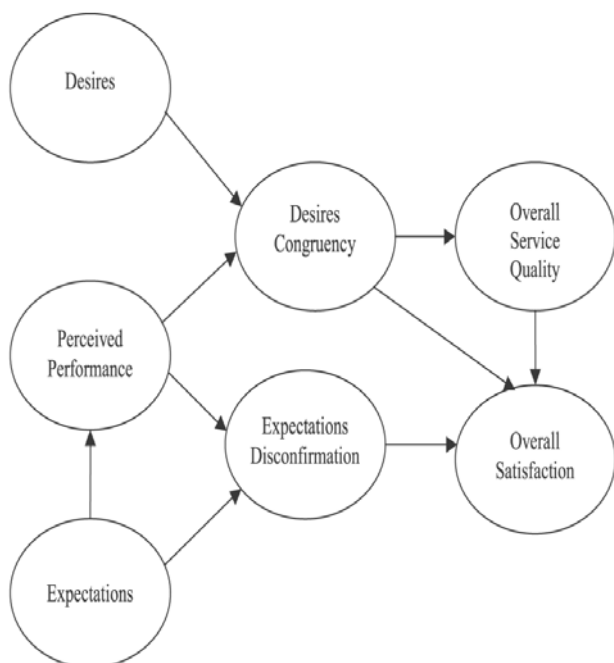 Desires
Desires
Congruency
Overall
Service
Quality
Perceived
Performance
Expectations
Disconfirmation
Overall
Satisfaction
Expectations